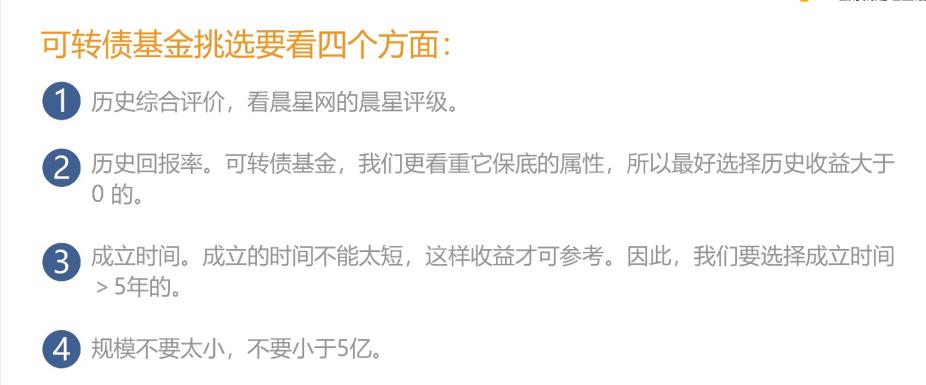 可转债基金挑选要看四个方面：
1 历史综合评价，看晨星网的晨星评级。
2 历史回报率。可转债基金，我们更看重它保底的属性，所以最好选择历史收益大于
0 的。
3 成立时间。成立的时间不能太短，这样收益才可参考。因此，我们要选择成立时间
＞5年的。
4 规模不要太小，不要小于5亿。